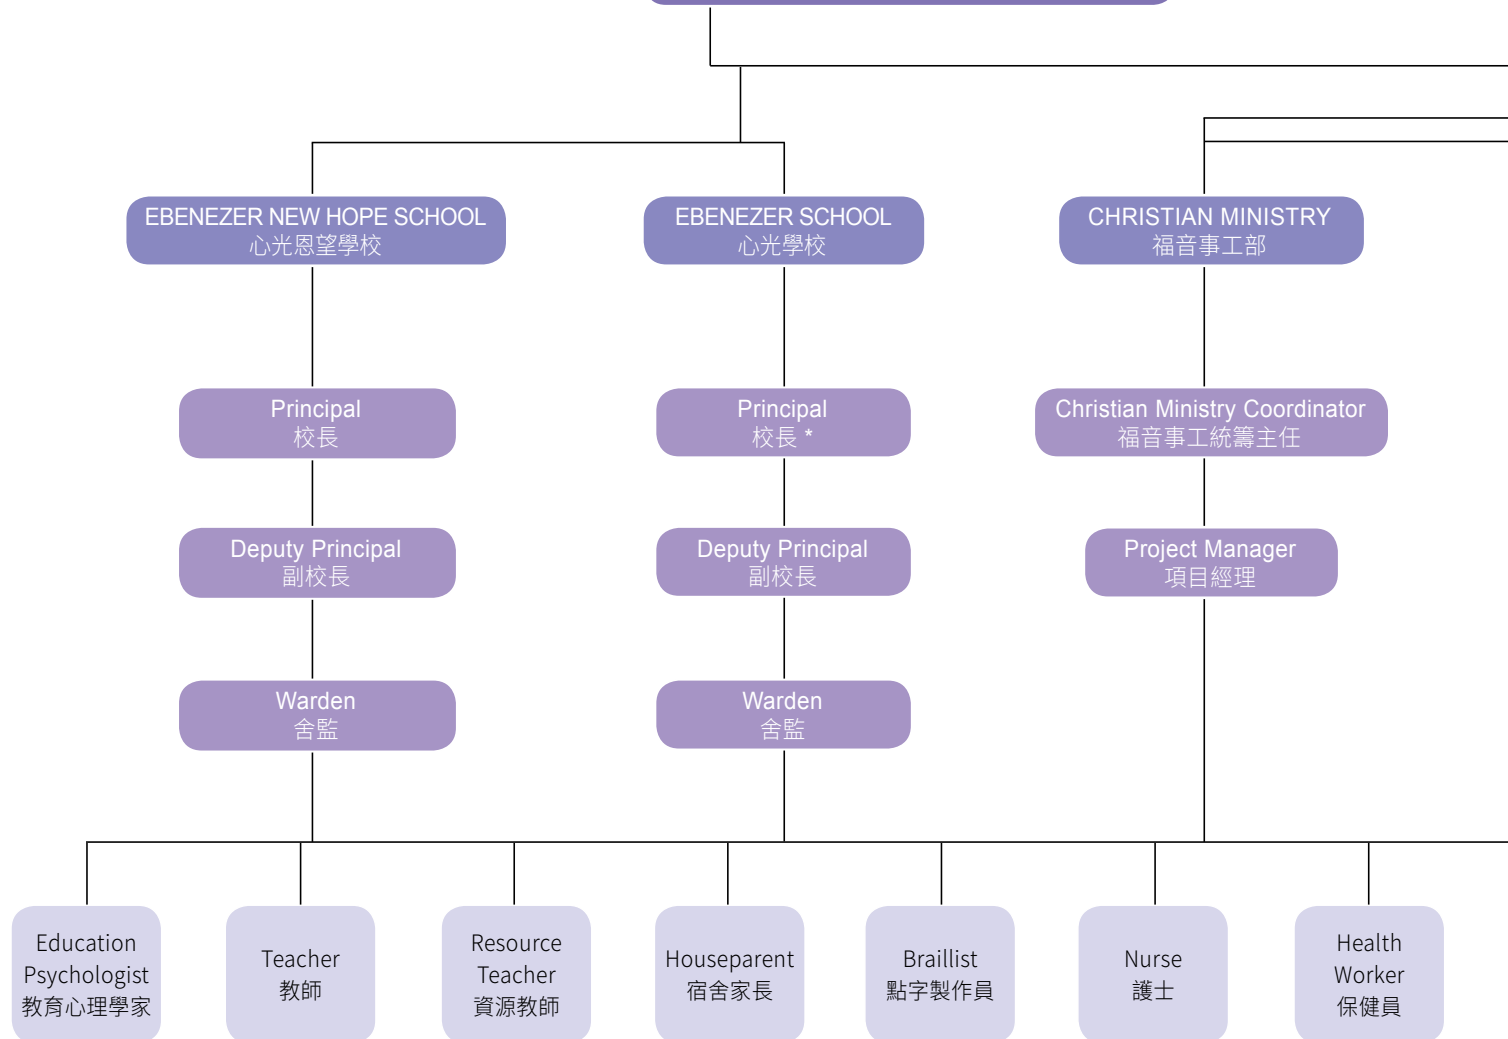 EBENEZER NEW HOPE SCHOOL
心光恩望學校
EBENEZER SCHOOL
心光學校
CHRISTIAN MINISTRY
福音事工部
Principal
校長
Principal
校長 *
Christian Ministry Coordinator
福音事工統籌主任
Deputy Principal
副校長
Deputy Principal
副校長
Project Manager
項目經理
Warden
舍監
Warden
舍監
Education
Psychologist
教育心理學家
Teacher
教師
Resource
Teacher
資源教師
Houseparent
宿舍家長
Braillist
點字製作員
Nurse
護士
Health
Worker
保健員